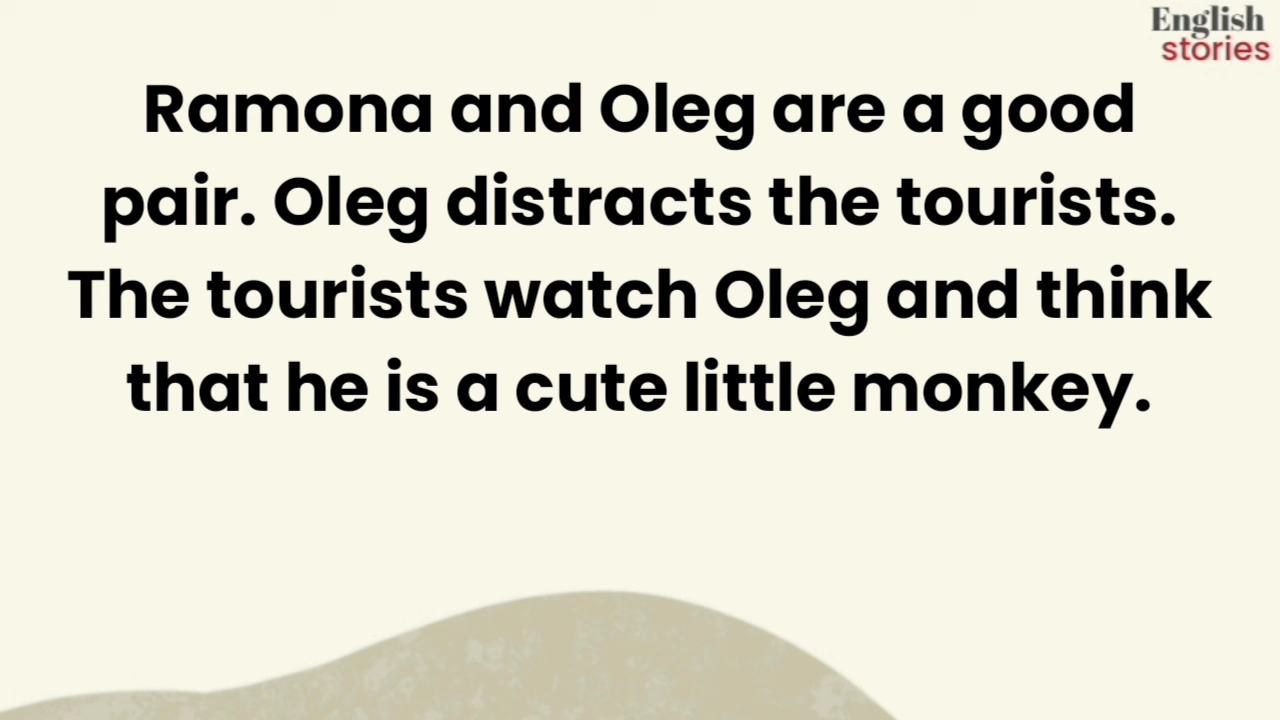 English
stories
Ramona and Oleg are a good
pair. Oleg distracts the tourists.
The tourists watch Oleg and think
that he is a cute little monkey.